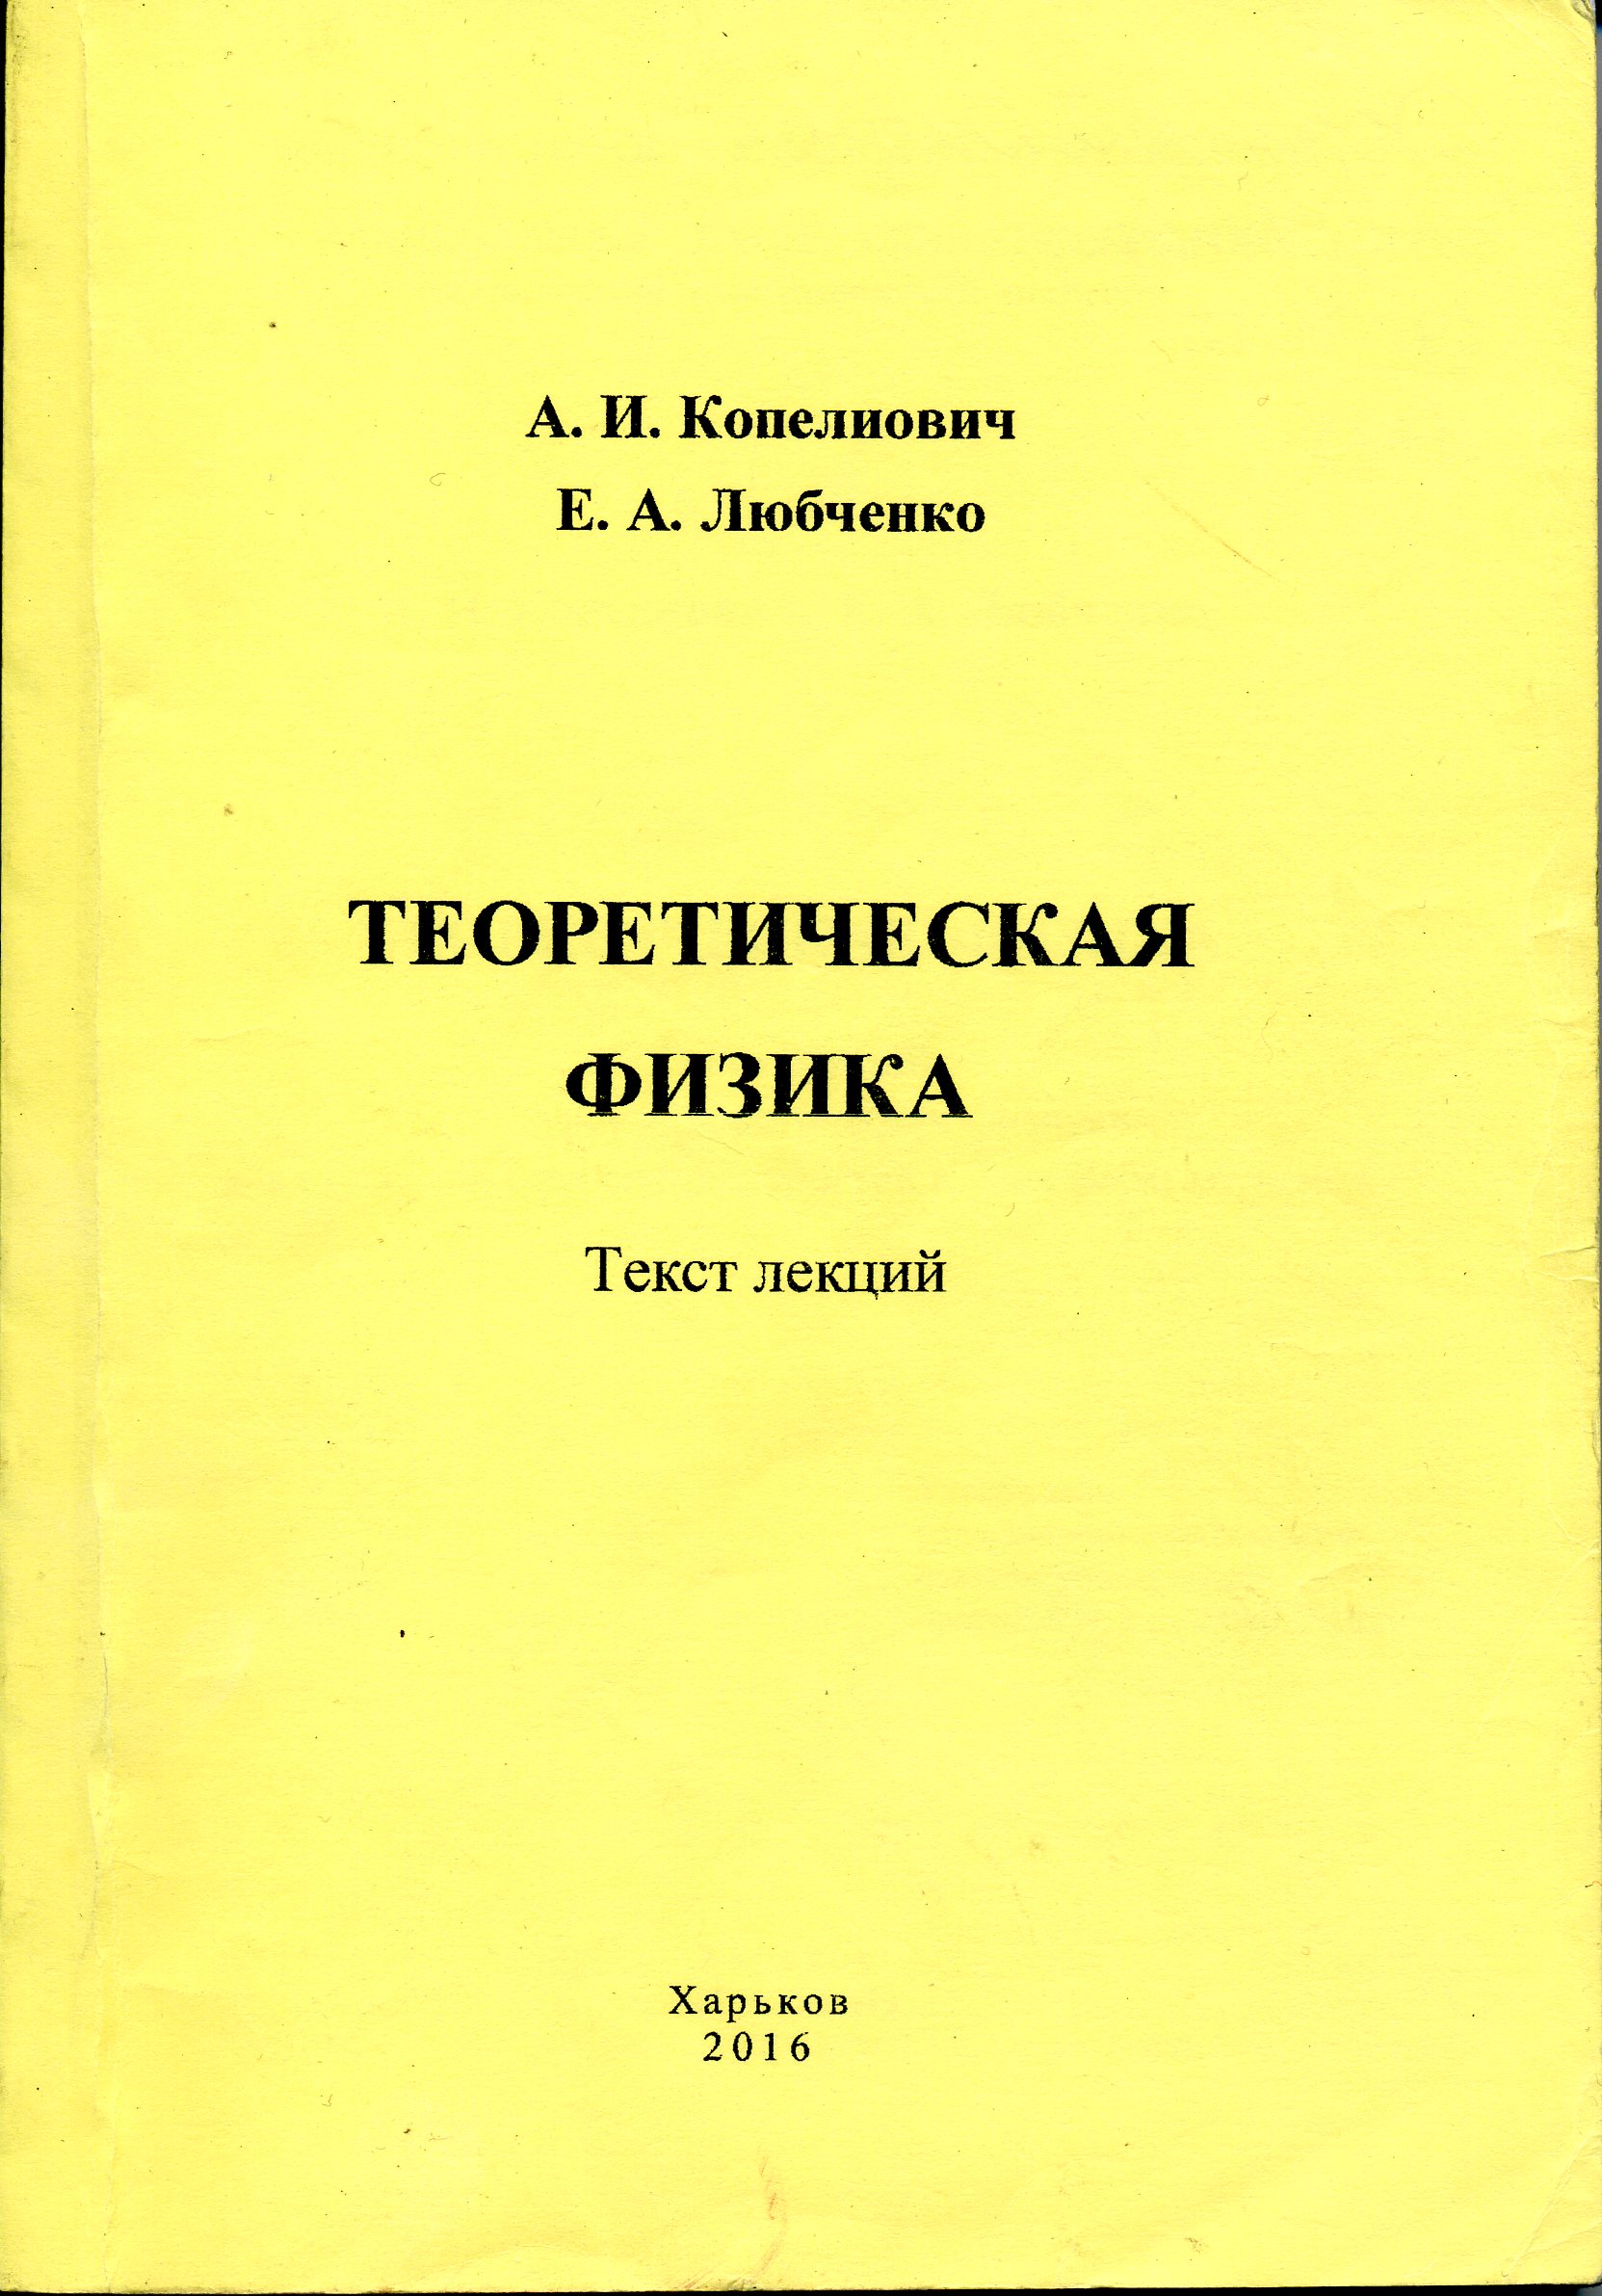 А. И. Копелиович
Е. А. Любченко
ТЕОРЕТИЧЕСКАЯ
ФИЗИКА
Текст лекций
Харьков
2016